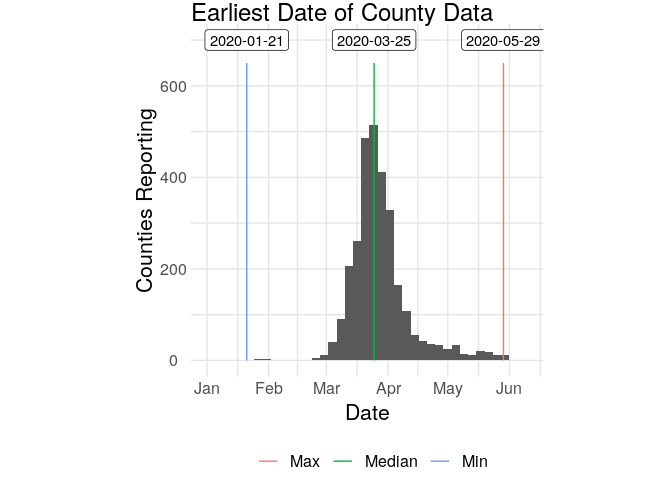 Earliest Date of County Data
2020-01-21 2020-03-25 2020-05-29
600
400
200
0
Counties Reporting
Jan Feb Mar Apr May Jun
Date
Max Median Min